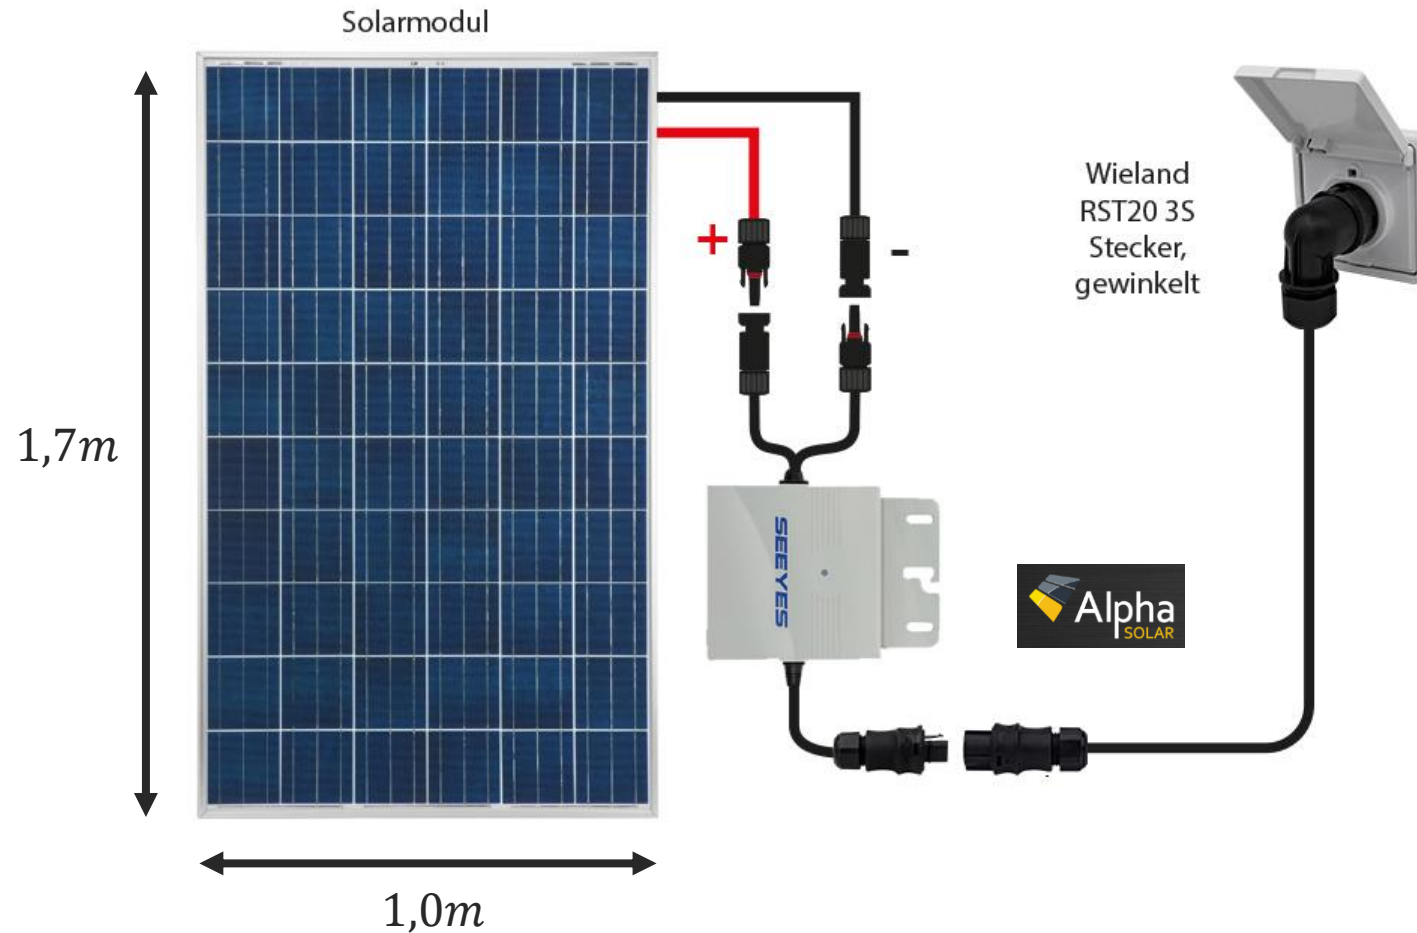 Solarmodul
Wieland
RST20 3S
Stecker,
gewinkelt
+
-
1,7m
SEEYES
Alpha
SOLAR
1,0m